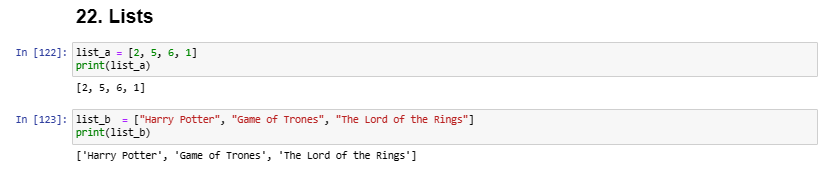 22. Lists
In [122]: list_a = [2, 5, 6, 1]
print(list_a)
[2, 5, 6, 1]
In [123]: list_b  = ["Harry Potter", "Game of Trones", "The Lord of the Rings"]
print(list_b)
['Harry Potter', 'Game of Trones', 'The Lord of the Rings']